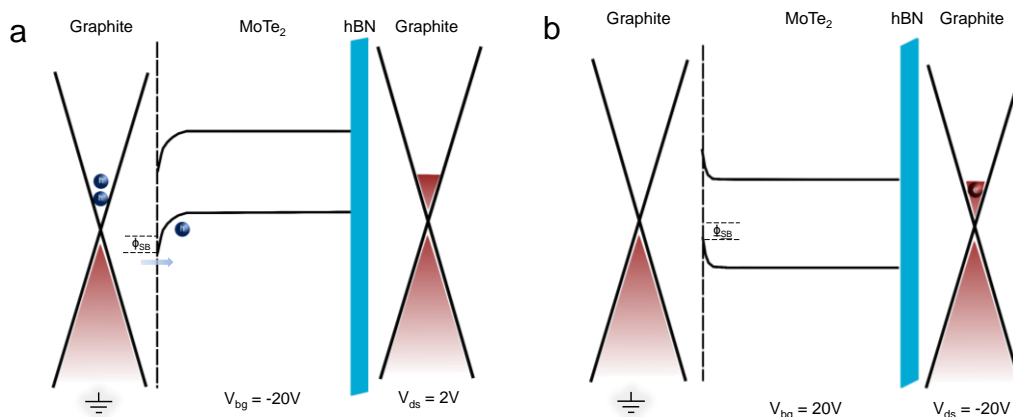 a
Graphite MoTe₂ hBN Graphite
h⁺
ϕSB
Vbg = -20V Vds = 2V
b
Graphite MoTe₂ hBN Graphite
ϕSB
Vbg = 20V Vds = -20V